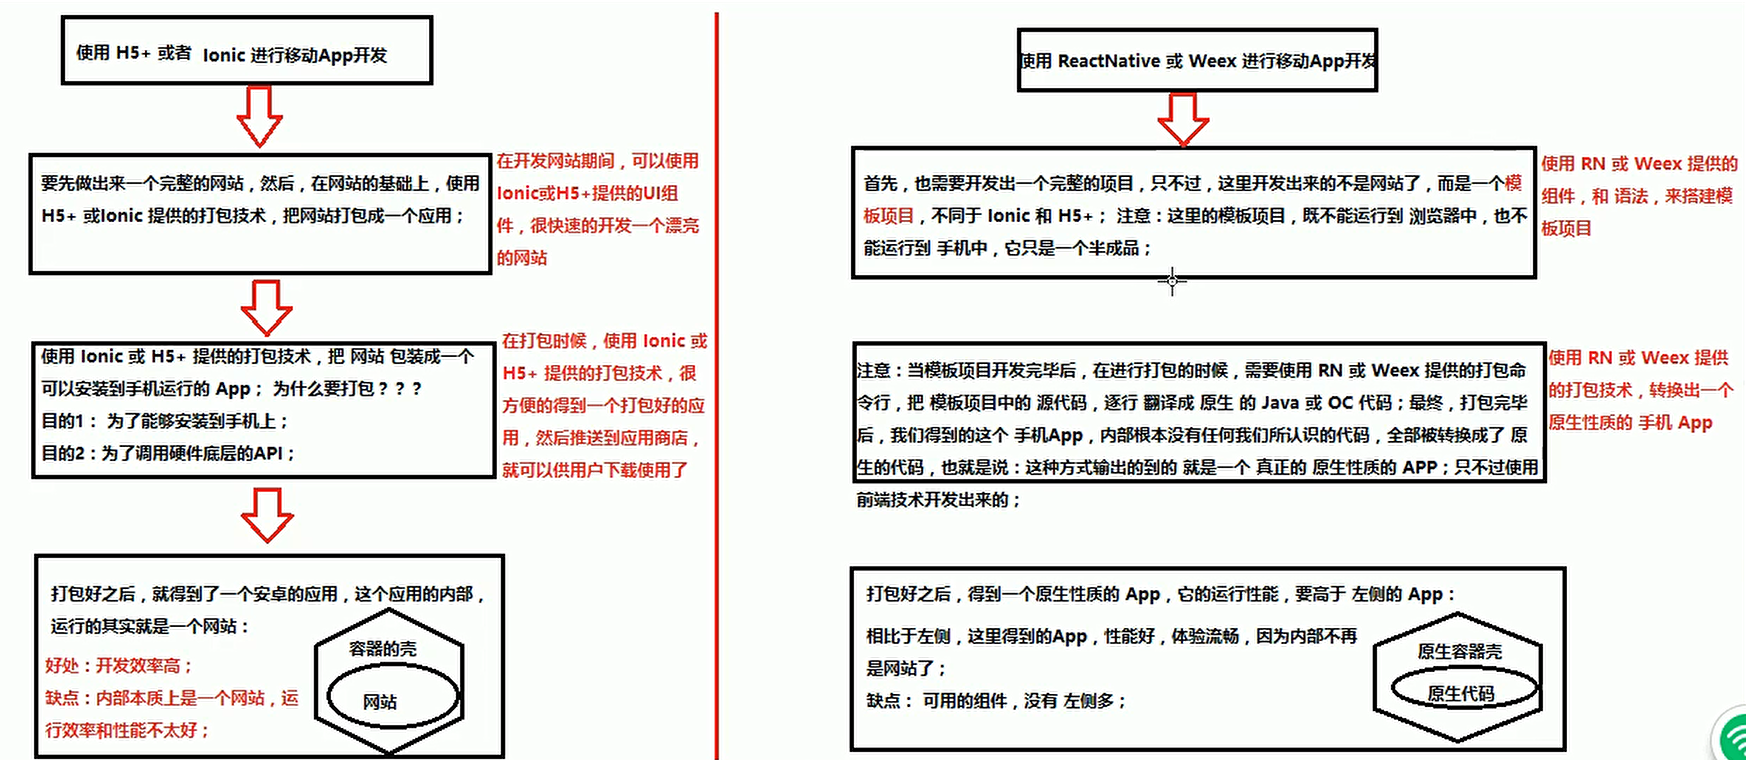 使用 H5+ 或者 Ionic 进行移动App开发
要先做出来一个完整的网站，然后，在网站的基础上，使用
H5+ 或Ionic 提供的打包技术，把网站打包成一个应用；
在开发网站期间，可以使用
Ionic或H5+提供的UI组
件，很快速的开发一个漂亮
的网站
使用 Ionic 或 H5+ 提供的打包技术，把 网站 包装成一个
可以安装到手机运行的 App； 为什么要打包？？？
目的1： 为了能够安装到手机上；
目的2：为了调用硬件底层的API；
在打包时候，使用 Ionic 或
H5+ 提供的打包技术，很
方便的得到一个打包好的应
用，然后推送到应用商店，
就可以供用户下载使用了
打包好之后，就得到了一个安卓的应用，这个应用的内部，
运行的其实就是一个网站：
好处：开发效率高；
缺点：内部本质上是一个网站，运
行效率和性能不太好；
容器的壳
网站
使用 ReactNative 或 Weex 进行移动App开发
首先，也需要开发出一个完整的项目，只不过，这里开发出来的不是网站了，而是一个模
板项目，不同于 Ionic 和 H5+； 注意：这里的模板项目，既不能运行到 浏览器中，也不
能运行到 手机中，它只是一个半成品；
使用 RN 或 Weex 提供的
组件，和 语法，来搭建模
板项目
注意：当模板项目开发完毕后，在进行打包的时候，需要使用 RN 或 Weex 提供的打包命
令行，把 模板项目中的 源代码，逐行 翻译成 原生 的 Java 或 OC 代码；最终，打包完毕
后，我们得到的这个 手机App，内部根本没有任何我们所认识的代码，全部被转换成了 原
生的代码，也就是说：这种方式输出的到的 就是一个 真正的 原生性质的 APP；只不过使用
前端技术开发出来的；
使用 RN 或 Weex 提供
的打包技术，转换出一个
原生性质的 手机 App
打包好之后，得到一个原生性质的 App，它的运行性能，要高于 左侧的 App：
相比于左侧，这里得到的App，性能好，体验流畅，因为内部不再
是网站了；
缺点： 可用的组件，没有 左侧多；
原生容器壳
原生代码